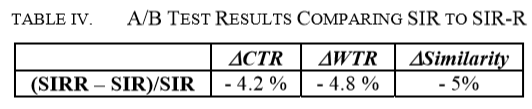 TABLE IV. A/B TEST RESULTS COMPARING SIR TO SIR-R
ΔCTR ΔWTR ΔSimilarity
(SIRR – SIR)/SIR - 4.2 % - 4.8 % - 5%